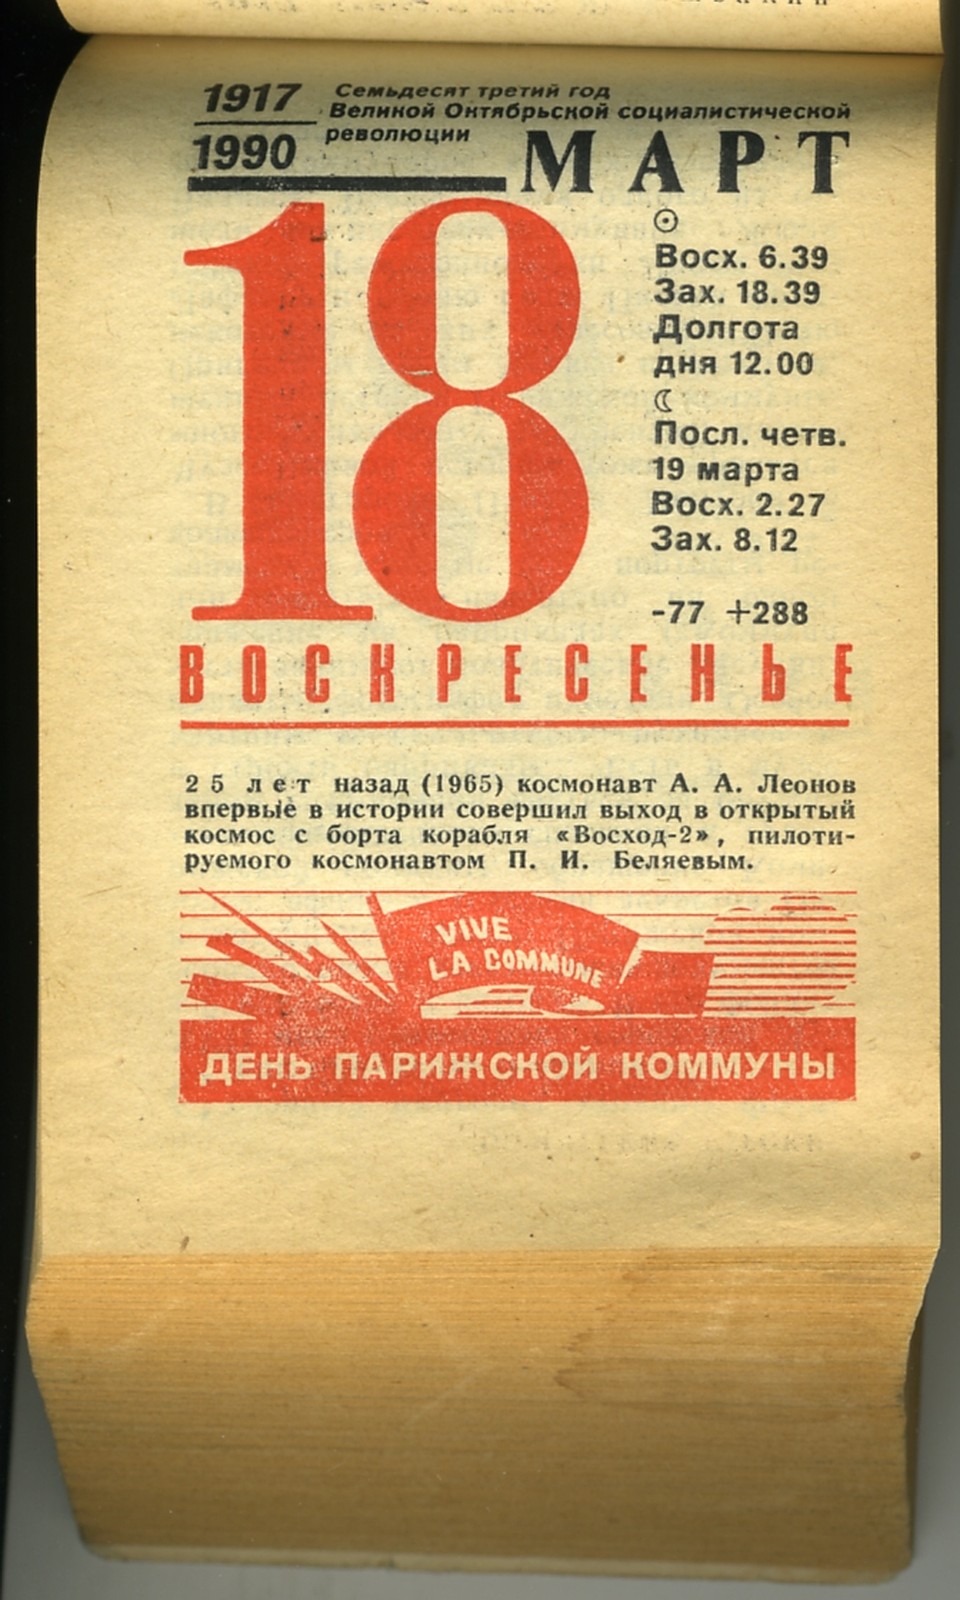 1917
1990
Семьдесят третий год
Великой Октябрьской социалистической
революции
МАРТ
18
Восх. 6.39
Зах. 18.39
Долгота
дня 12.00
Посл. четв.
19 марта
Восх. 2.27
Зах. 8.12
-77 +288
ВОСКРЕСЕНЬЕ
25 лет назад (1965) космонавт А. А. Леонов
впервые в истории совершил выход в открытый
космос с борта корабля «Восход-2», пилоти-
руемого космонавтом П. И. Беляевым.
VIVE
LA COMMUNE
ДЕНЬ ПАРИЖСКОЙ КОММУНЫ